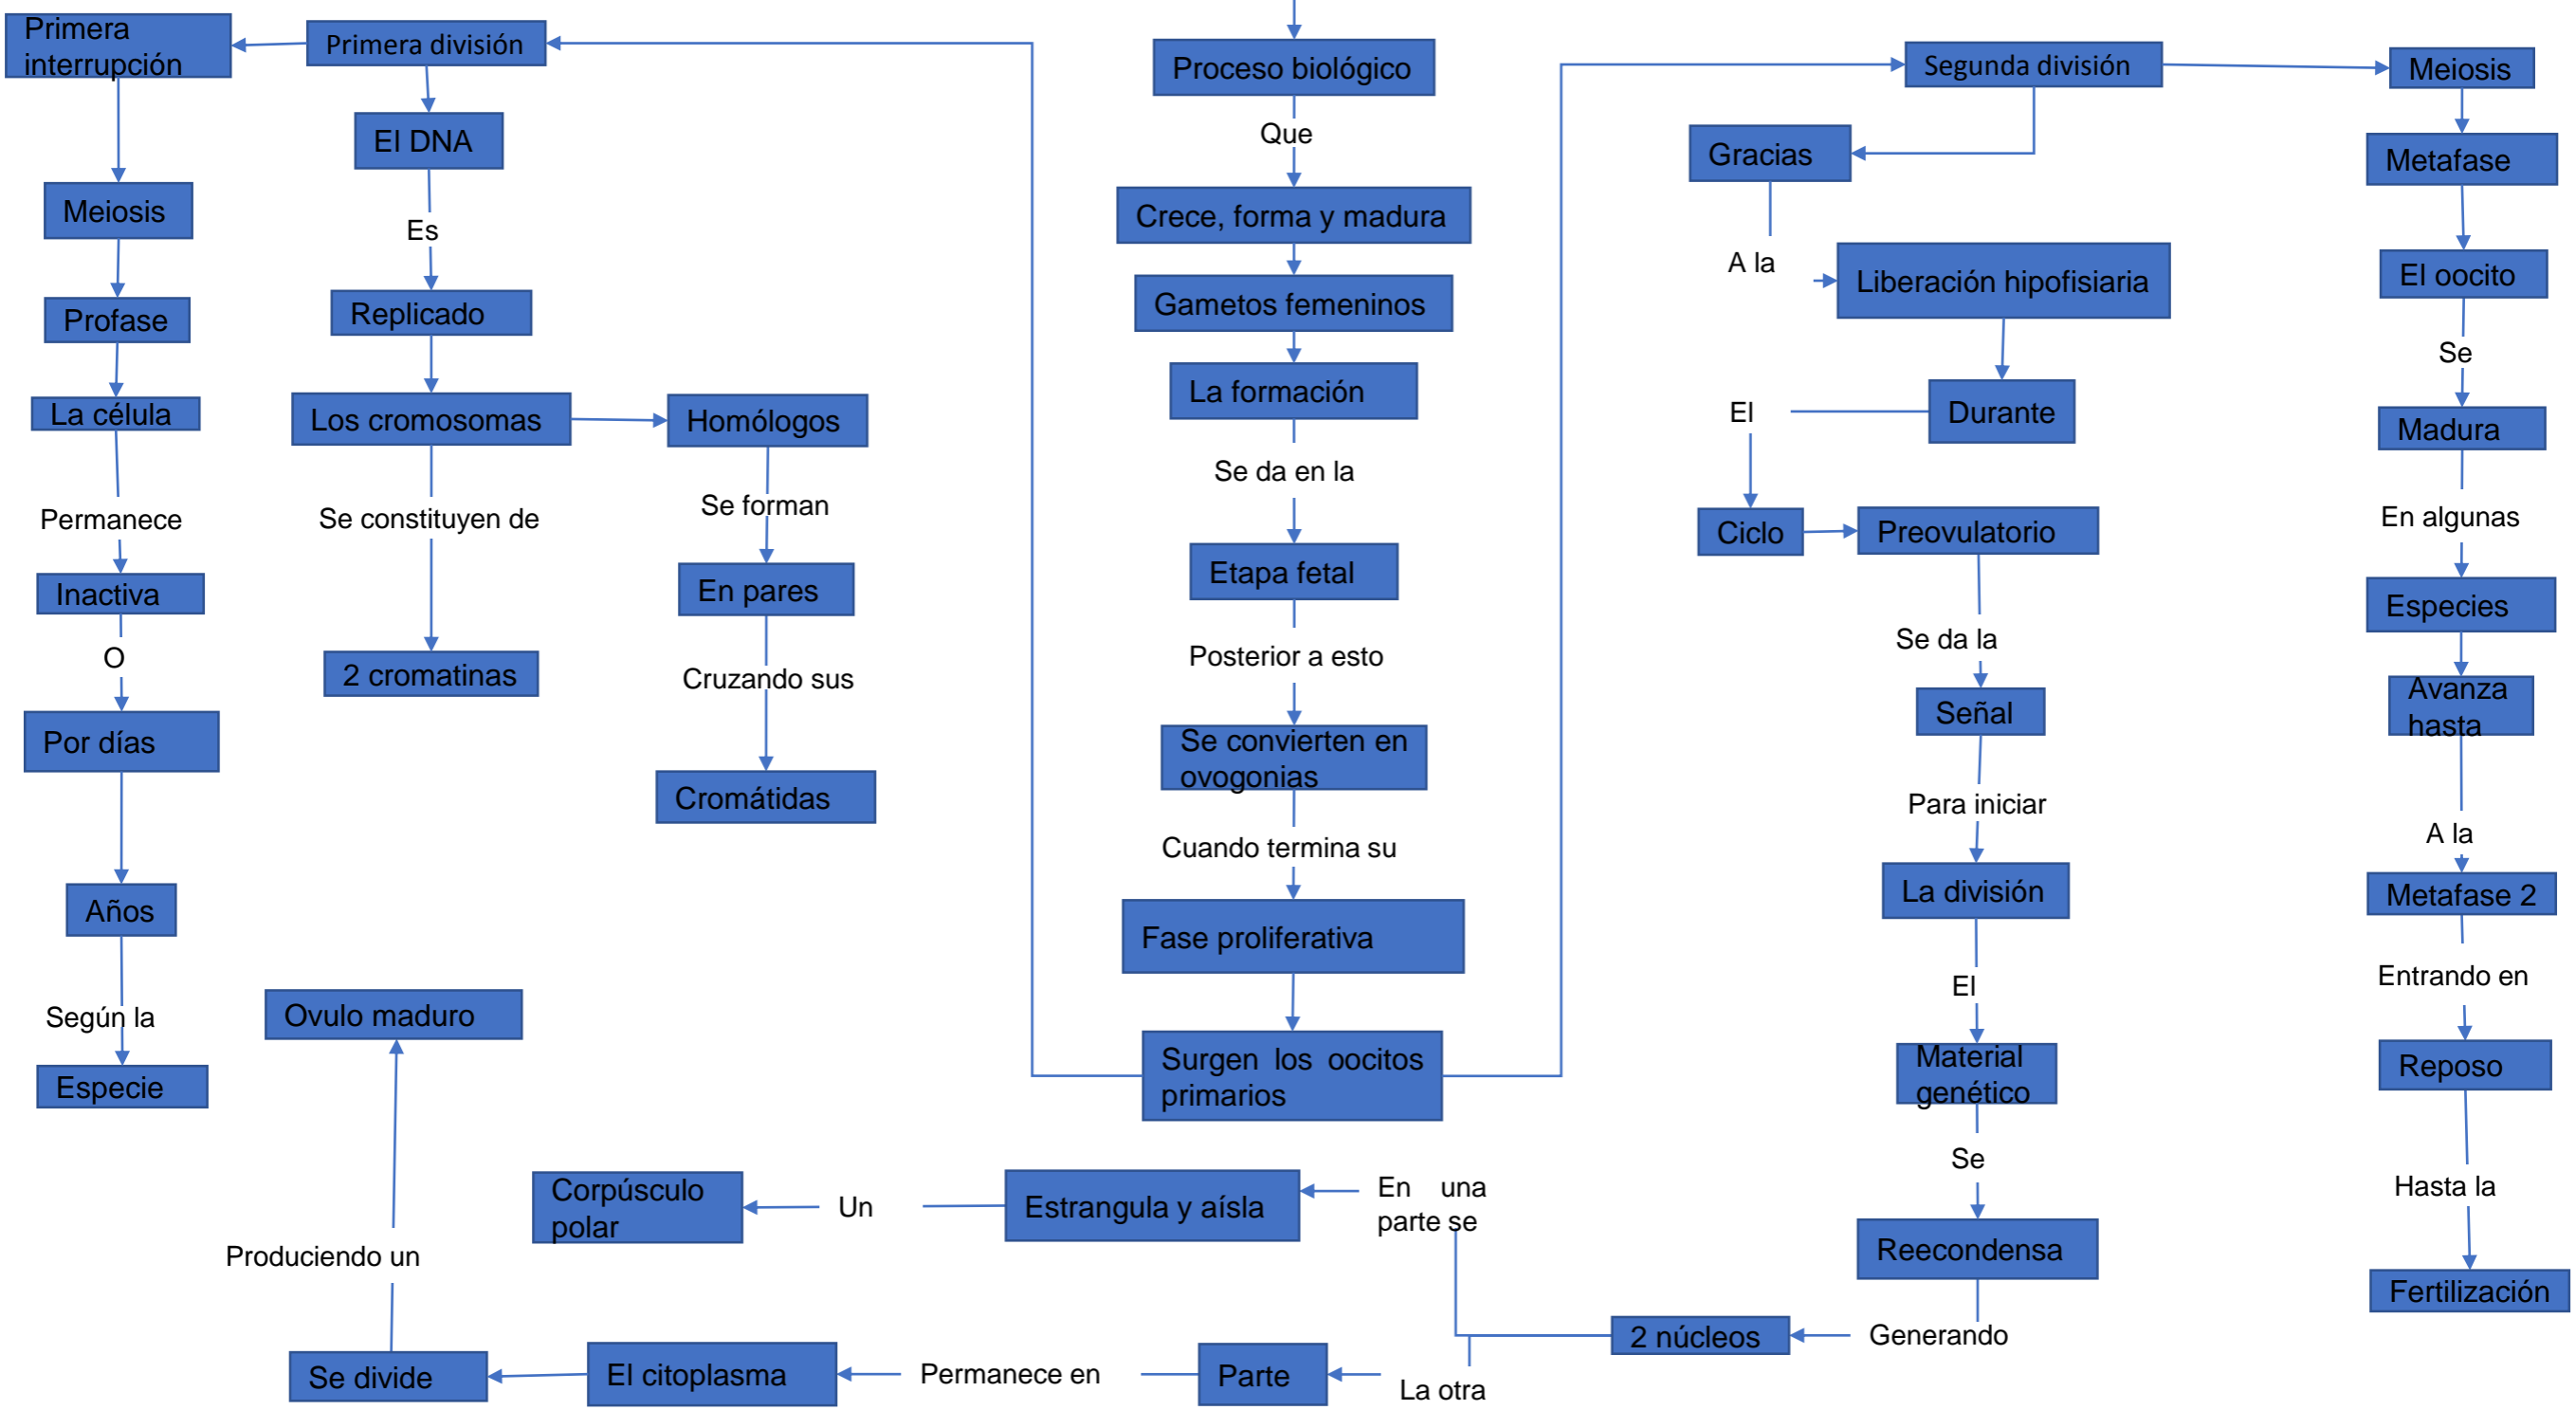 Primera
interrupción
Primera división
Meiosis
Profase
La célula
Permanece
Inactiva
O
Por días
Años
Según la
Especie
El DNA
Es
Replicado
Los cromosomas
Se constituyen de
2 cromatinas
Homólogos
Se forman
En pares
Cruzando sus
Cromátidas
Proceso biológico
Que
Crece, forma y madura
Gametos femeninos
La formación
Se da en la
Etapa fetal
Posterior a esto
Se convierten en
ovogonias
Cuando termina su
Fase proliferativa
Surgen los oocitos
primarios
Segunda división
Gracias
A la
Liberación hipofisiaria
Durante
El
Ciclo
Preovulatorio
Se da la
Señal
Para iniciar
La división
El
Material
genético
Se
Reecondensa
Generando
2 núcleos
En una
parte se
Estrangula y aísla
Un
Corpúsculo
polar
La otra
Parte
Permanece en
El citoplasma
Se divide
Produciendo un
Ovulo maduro
Meiosis
Metafase
El oocito
Se
Madura
En algunas
Especies
Avanza
hasta
A la
Metafase 2
Entrando en
Reposo
Hasta la
Fertilización